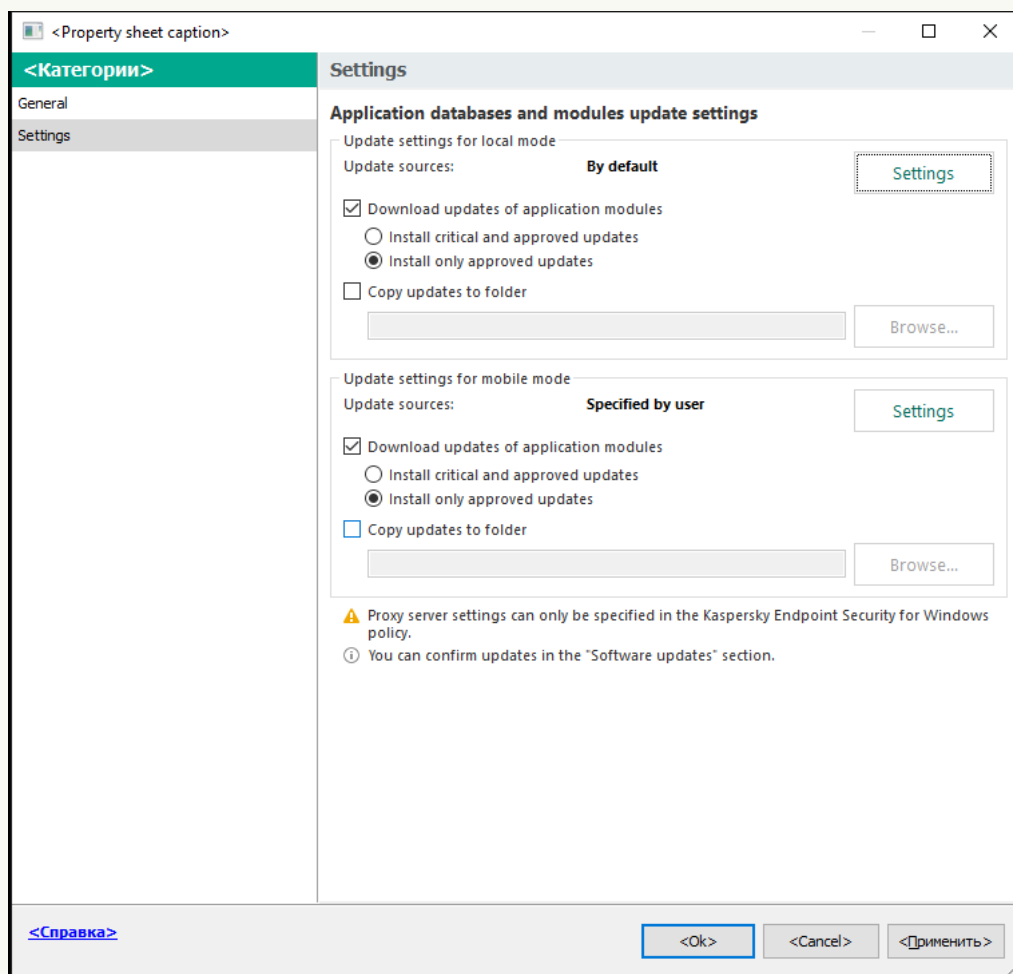 <Property sheet caption>
<Категории>
General
Settings
Settings
Application databases and modules update settings
Update settings for local mode
Update sources: By default Settings
Download updates of application modules
Install critical and approved updates
Install only approved updates
Copy updates to folder
Browse...
Update settings for mobile mode
Update sources: Specified by user Settings
Download updates of application modules
Install critical and approved updates
Install only approved updates
Copy updates to folder
Browse...
Proxy server settings can only be specified in the Kaspersky Endpoint Security for Windows
policy.
You can confirm updates in the "Software updates" section.
<Справка>
<Ok> <Cancel> <Применить>